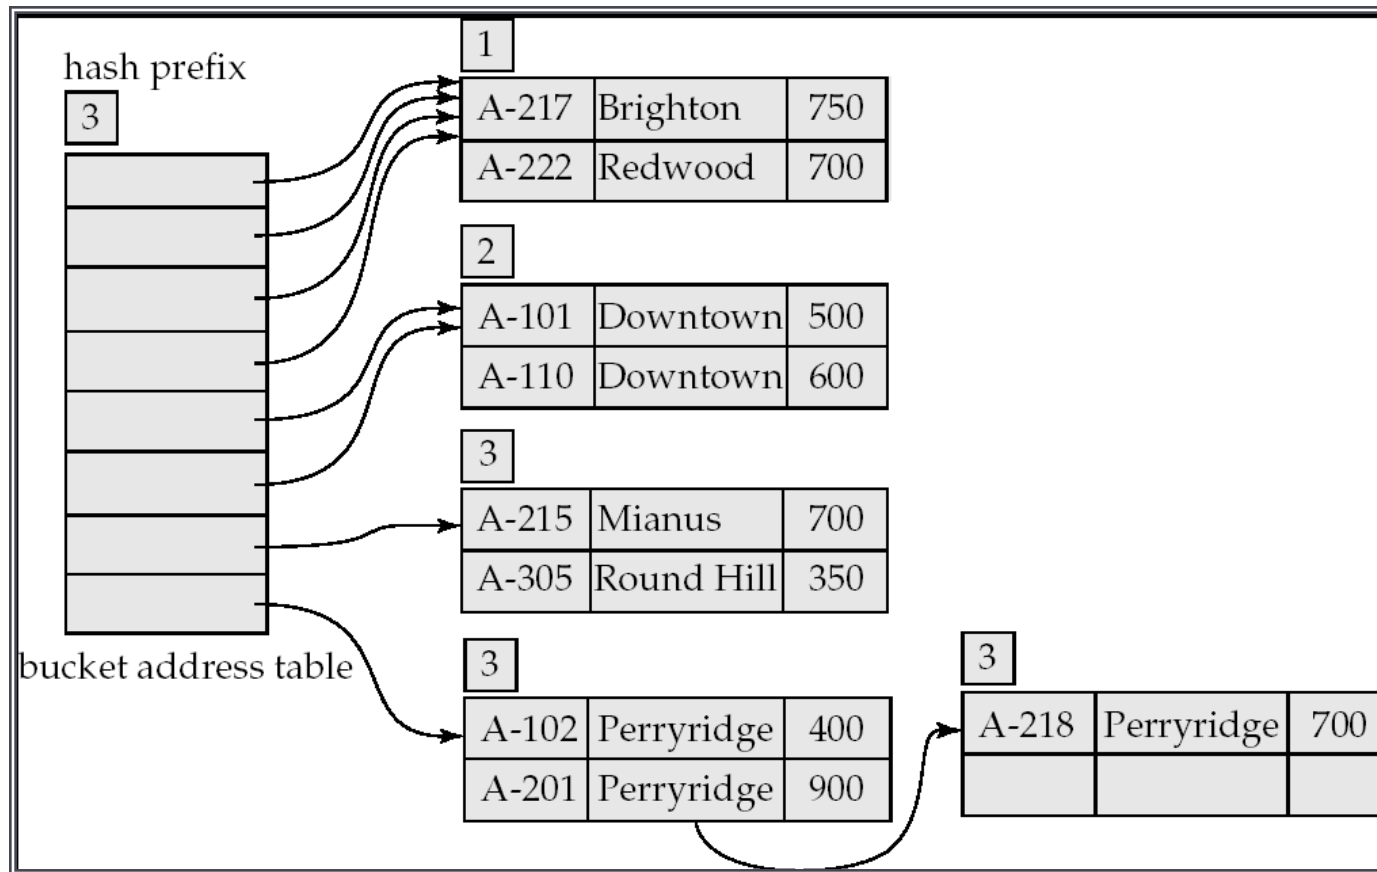 hash prefix
3
1
A-217 Brighton 750
A-222 Redwood 700
2
A-101 Downtown 500
A-110 Downtown 600
3
A-215 Mianus 700
A-305 Round Hill 350
bucket address table
3
A-102 Perryridge 400
A-201 Perryridge 900
3
A-218 Perryridge 700